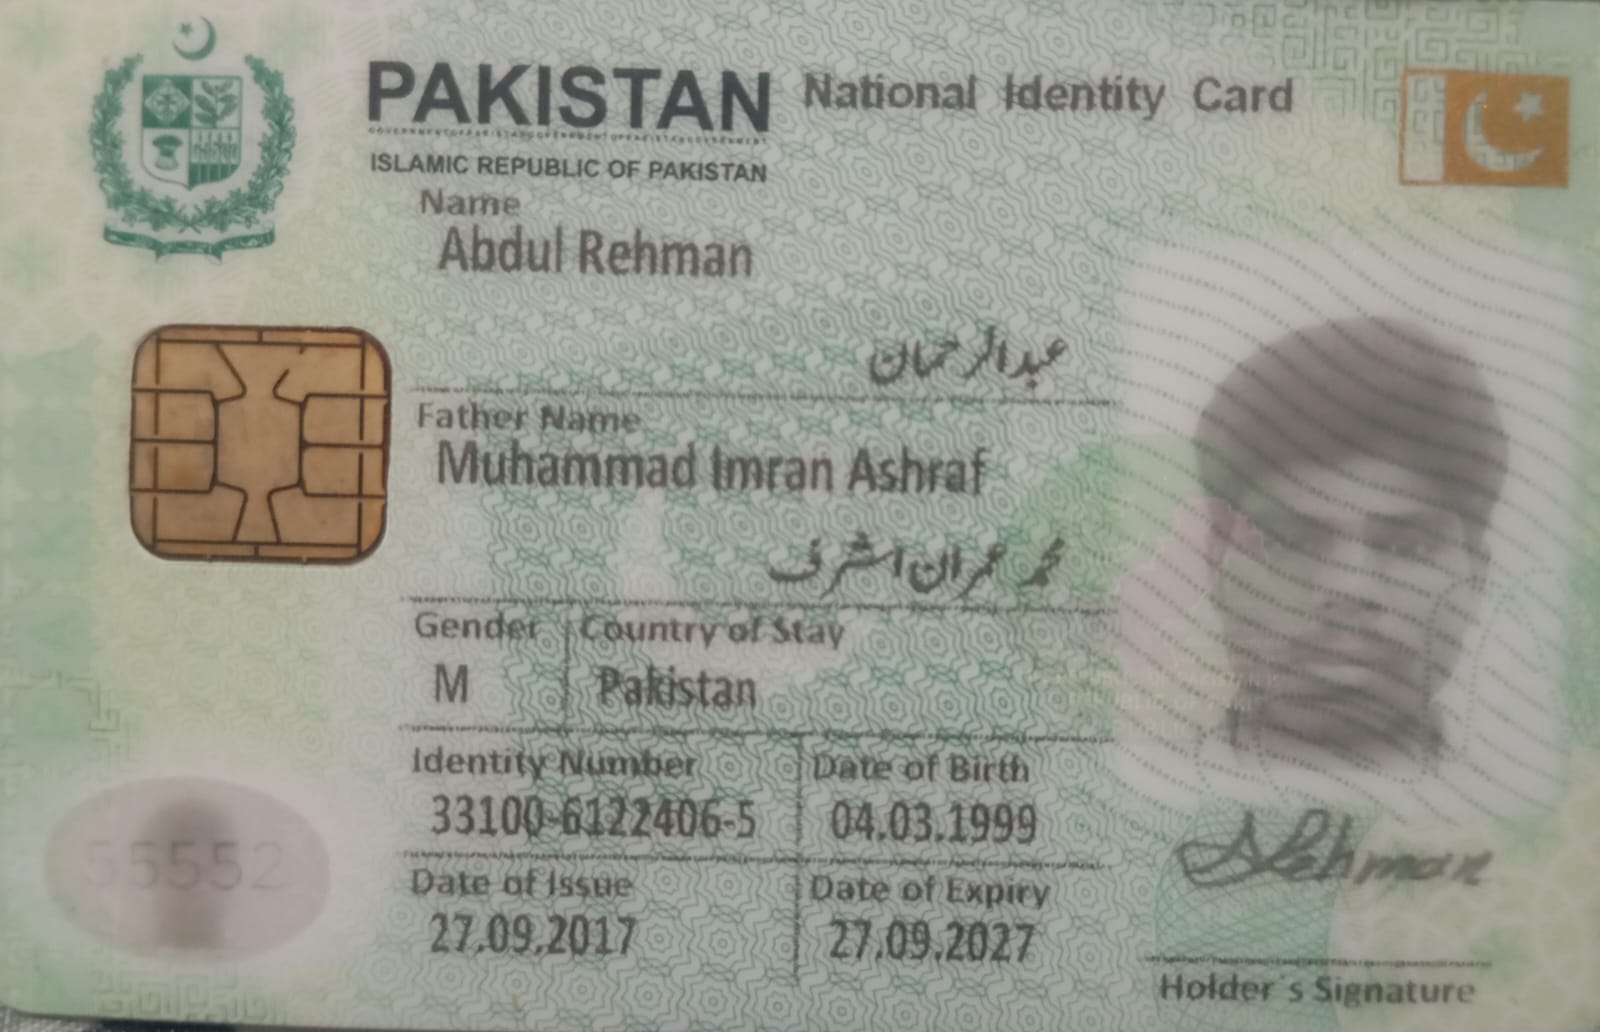 PAKISTAN National Identity Card
ISLAMIC REPUBLIC OF PAKISTAN
Name
Abdul Rehman
عبدالرحمان
Father Name
Muhammad Imran Ashraf
محمد عمران اشرف
Gender Country of Stay
M Pakistan
Identity Number Date of Birth
33100-6122406-5 04.03.1999
Date of Issue Date of Expiry
27.09.2017 27.09.2027
55552
ARehman
Holder's Signature